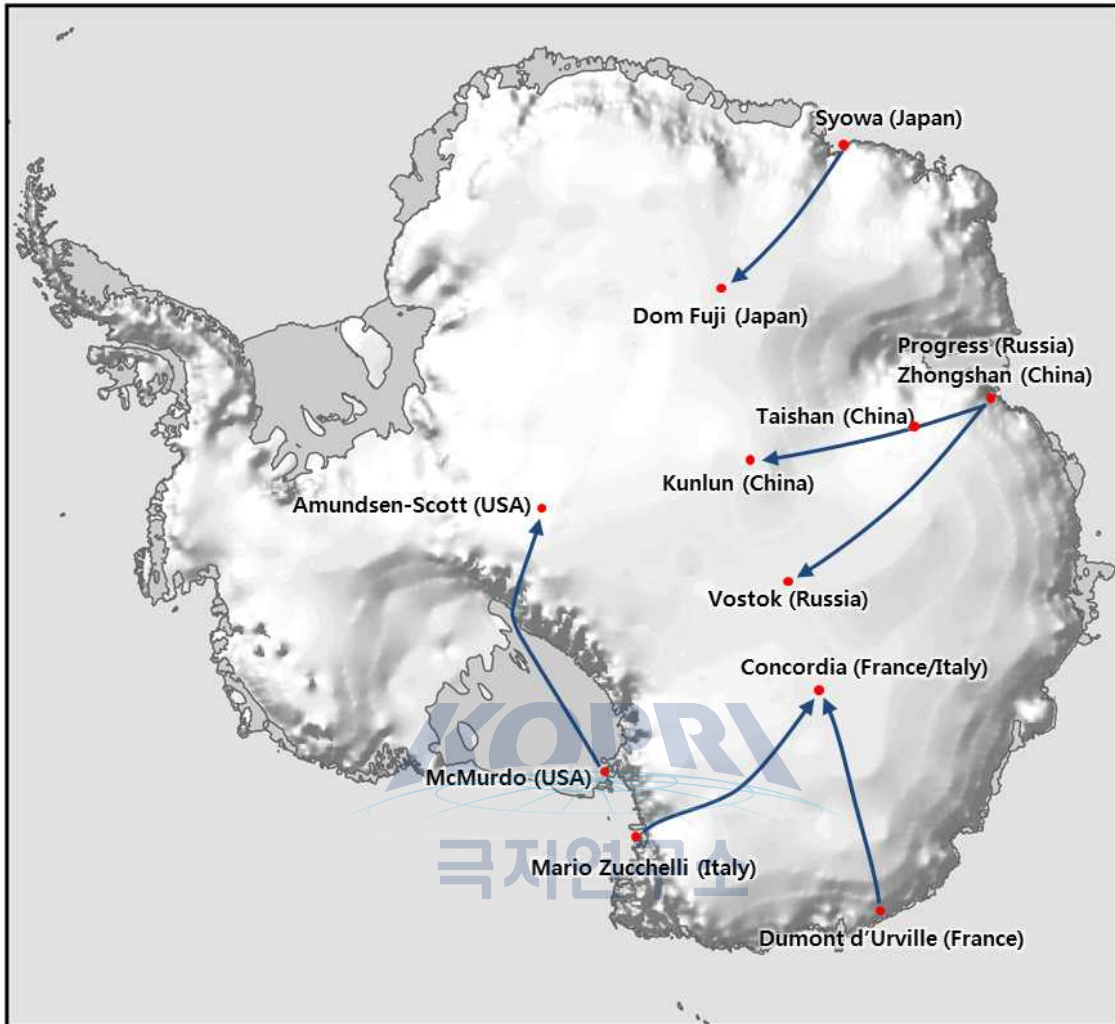 Syowa (Japan)
Dom Fuji (Japan)
Progress (Russia)
Zhongshan (China)
Taishan (China)
Kunlun (China)
Amundsen-Scott (USA)
Vostok (Russia)
Concordia (France/Italy)
KOPRI
McMurdo (USA)
극지연구소
Mario Zucchelli (Italy)
Dumont d'Urville (France)